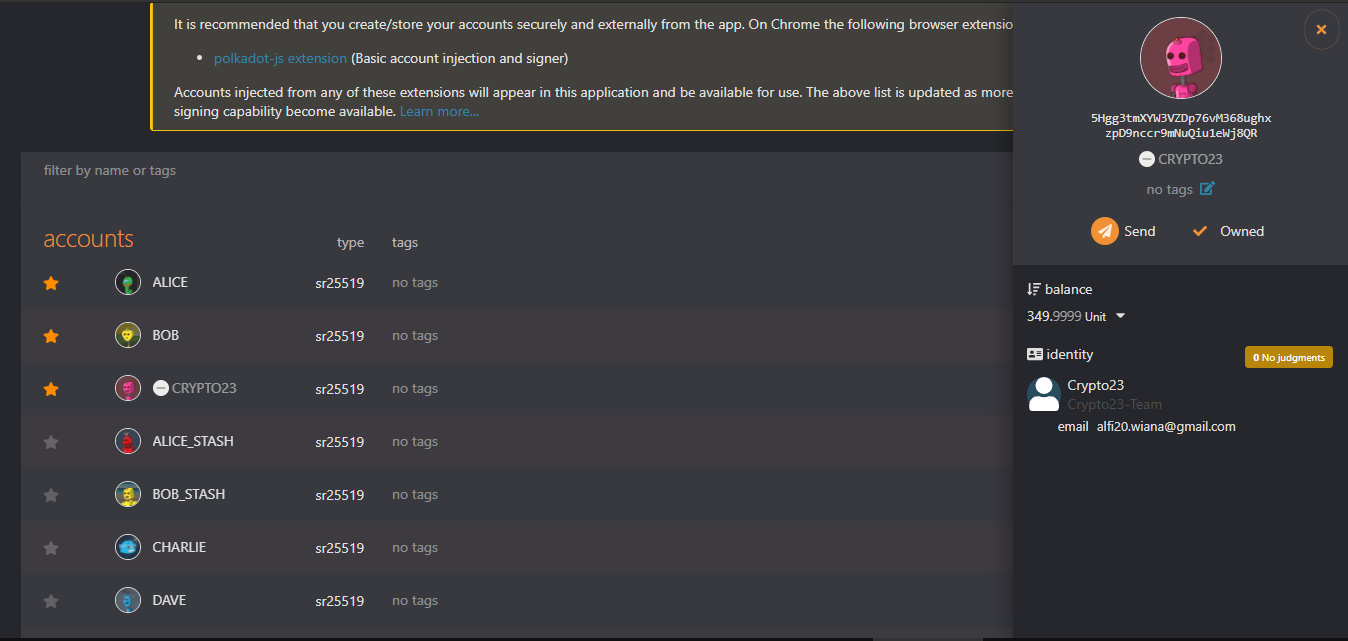 It is recommended that you create/store your accounts securely and externally from the app. On Chrome the following browser extensio
polkadot-js extension (Basic account injection and signer)
Accounts injected from any of these extensions will appear in this application and be available for use. The above list is updated as more
signing capability become available. Learn more...
filter by name or tags
accounts type tags
ALICE sr25519 no tags
BOB sr25519 no tags
CRYPTO23 sr25519 no tags
ALICE_STASH sr25519 no tags
BOB_STASH sr25519 no tags
CHARLIE sr25519 no tags
DAVE sr25519 no tags
5Hgg3tmXYW3VZDp76vM368ughx
zpD9nccr9mNuQiu1eWj8QR
CRYPTO23
no tags
Send Owned
balance
349.9999 Unit
identity 0 No judgments
Crypto23
Crypto23-Team
email alfi20.wiana@gmail.com